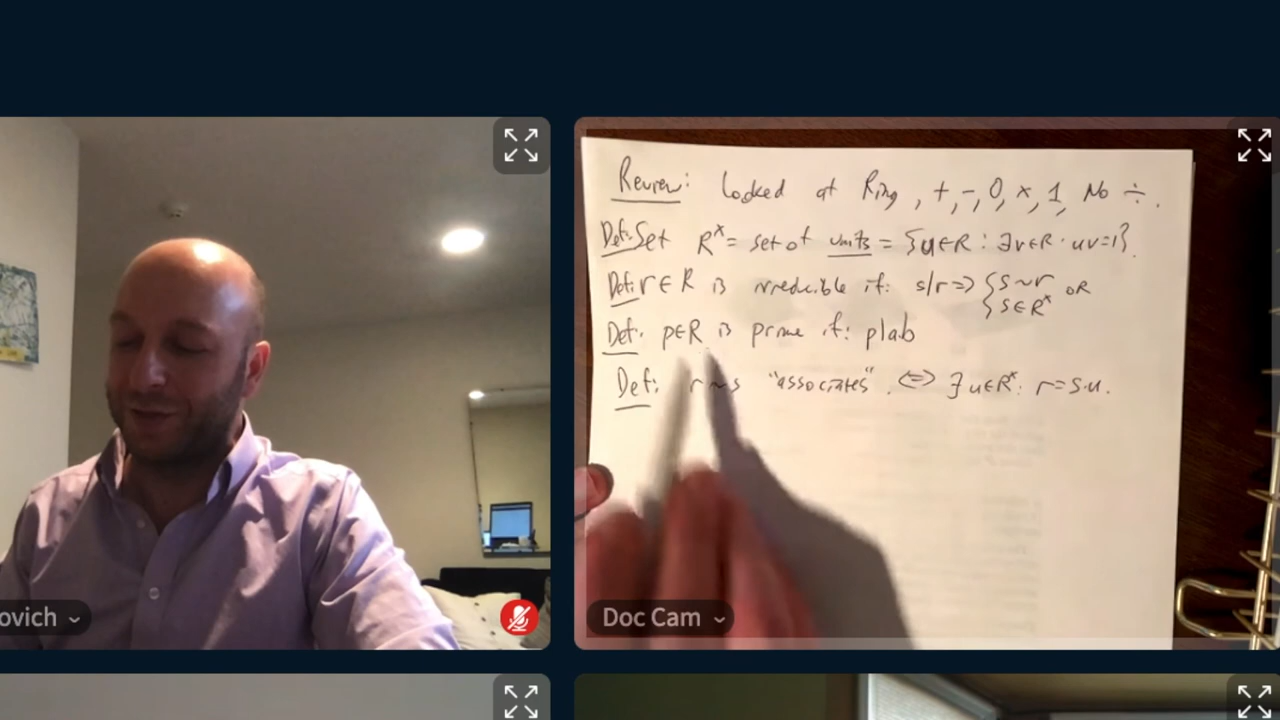 Review: Looked at Ring, +, -, 0, ×, 1, No ÷.
Def: Set R^× = set of units = {u∈R : ∃v∈R. uv=1}.
Def: r∈R is irreducible if: s|r ⇒ { s~r OR
s∈R^×
Def: p∈R is prime if: p|ab
Def: r~s "associates". ⇔ ∃u∈R^×: r=s·u.
ovich
Doc Cam